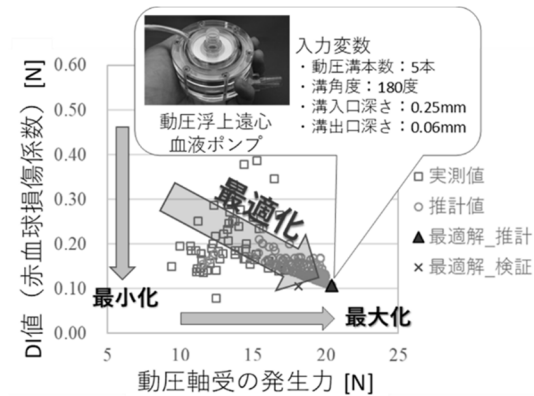 入力変数
・動圧溝本数：5本
・溝角度：180度
・溝入口深さ：0.25mm
・溝出口深さ：0.06mm
動圧浮上遠心
血液ポンプ
DI値（赤血球損傷係数）[N]
0.60
0.50
0.40
0.30
0.20
0.10
0.00
最適化
最小化
最大化
実測値
推計値
最適解_推計
最適解_検証
5
10
15
20
25
動圧軸受の発生力 [N]